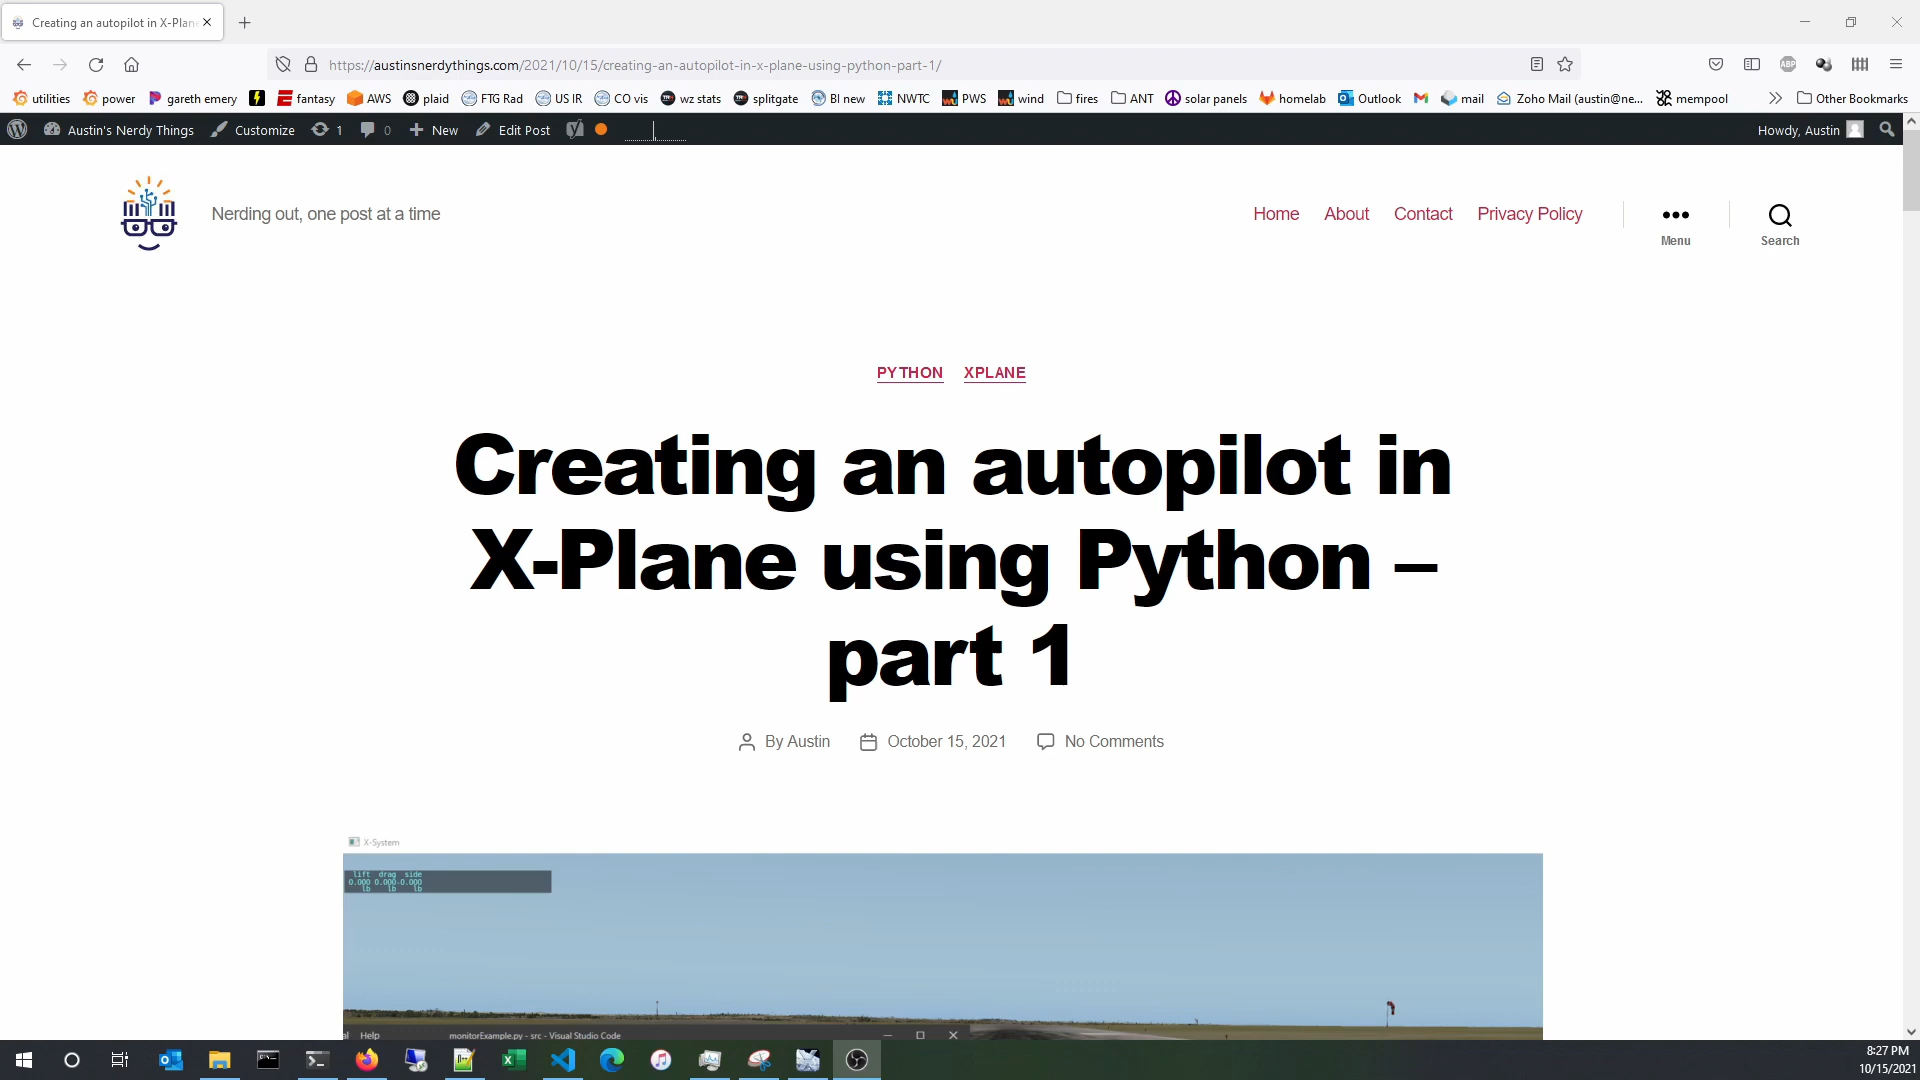 Creating an autopilot in X-Plan
https://austinsnerdythings.com/2021/10/15/creating-an-autopilot-in-x-plane-using-python-part-1/
ABP
utilities power gareth emery fantasy AWS plaid FTG Rad US IR CO vis wz stats splitgate BI new NWTC PWS wind fires ANT solar panels homelab Outlook mail Zoho Mail (austin@ne... mempool Other Bookmarks
Austin's Nerdy Things Customize 1 0 New Edit Post Howdy, Austin
Nerding out, one post at a time
Home About Contact Privacy Policy
Menu Search
PYTHON XPLANE
Creating an autopilot in
X-Plane using Python –
part 1
By Austin October 15, 2021 No Comments
X-System
lift drag side
0.000 0.000-0.000
lb lb lb
al Help monitorExample.py - src - Visual Studio Code
8:27 PM
10/15/2021